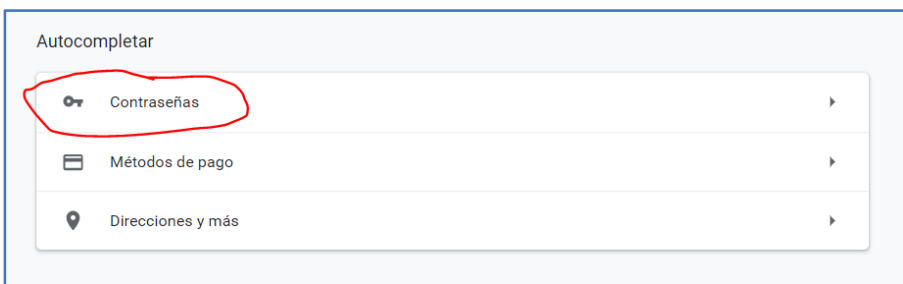 Autocompletar
Contraseñas
Métodos de pago
Direcciones y más